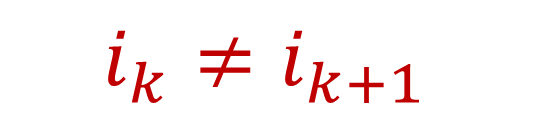 i_k ≠ i_{k+1}